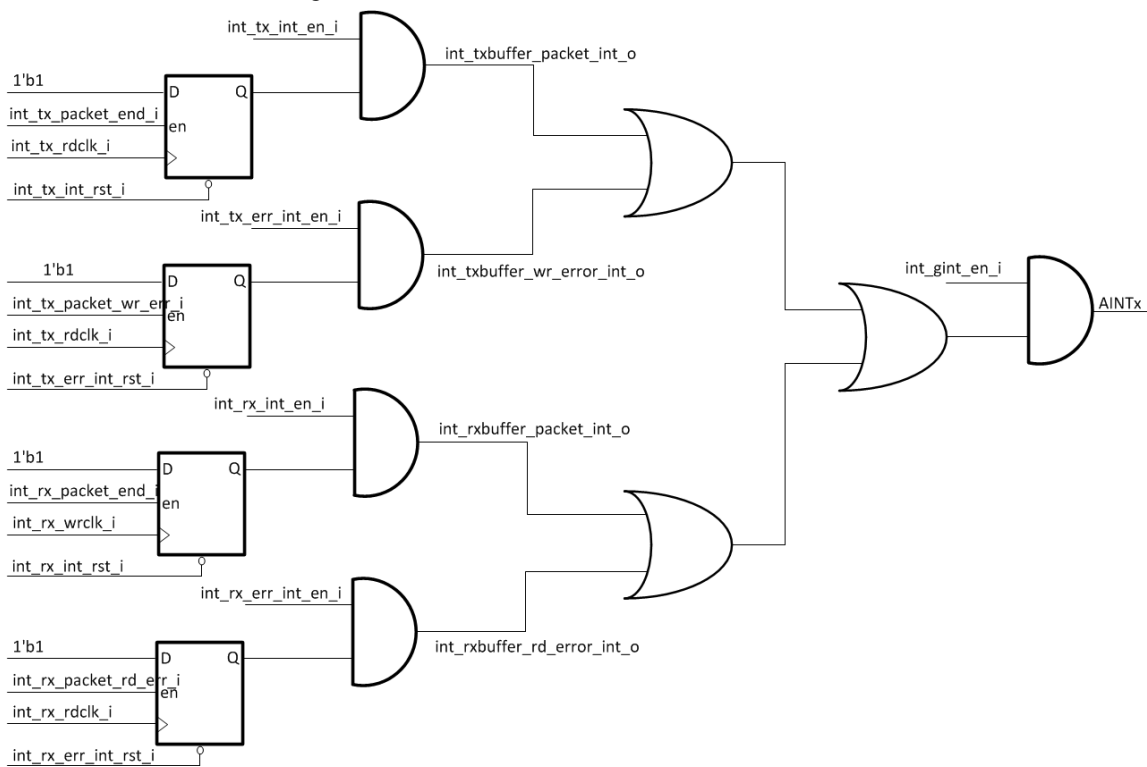 int_tx_int_en_i
int_txbuffer_packet_int_o
1'b1
D Q
int_tx_packet_end_i
en
int_tx_rdclk_i
int_tx_int_rst_i
int_tx_err_int_en_i
int_txbuffer_wr_error_int_o
1'b1
D Q
int_tx_packet_wr_err_i
en
int_tx_rdclk_i
int_tx_err_int_rst_i
int_gint_en_i
AINTx
int_rx_int_en_i
int_rxbuffer_packet_int_o
1'b1
D Q
int_rx_packet_end_i
en
int_rx_wrclk_i
int_rx_int_rst_i
int_rx_err_int_en_i
int_rxbuffer_rd_error_int_o
1'b1
D Q
int_rx_packet_rd_err_i
en
int_rx_rdclk_i
int_rx_err_int_rst_i